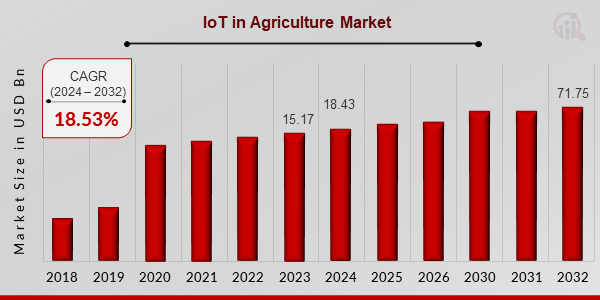 IoT in Agriculture Market
CAGR
(2024 – 2032)
18.53%
Market Size in USD Bn
15.17
18.43
71.75
2018 2019 2020 2021 2022 2023 2024 2025 2026 2030 2031 2032